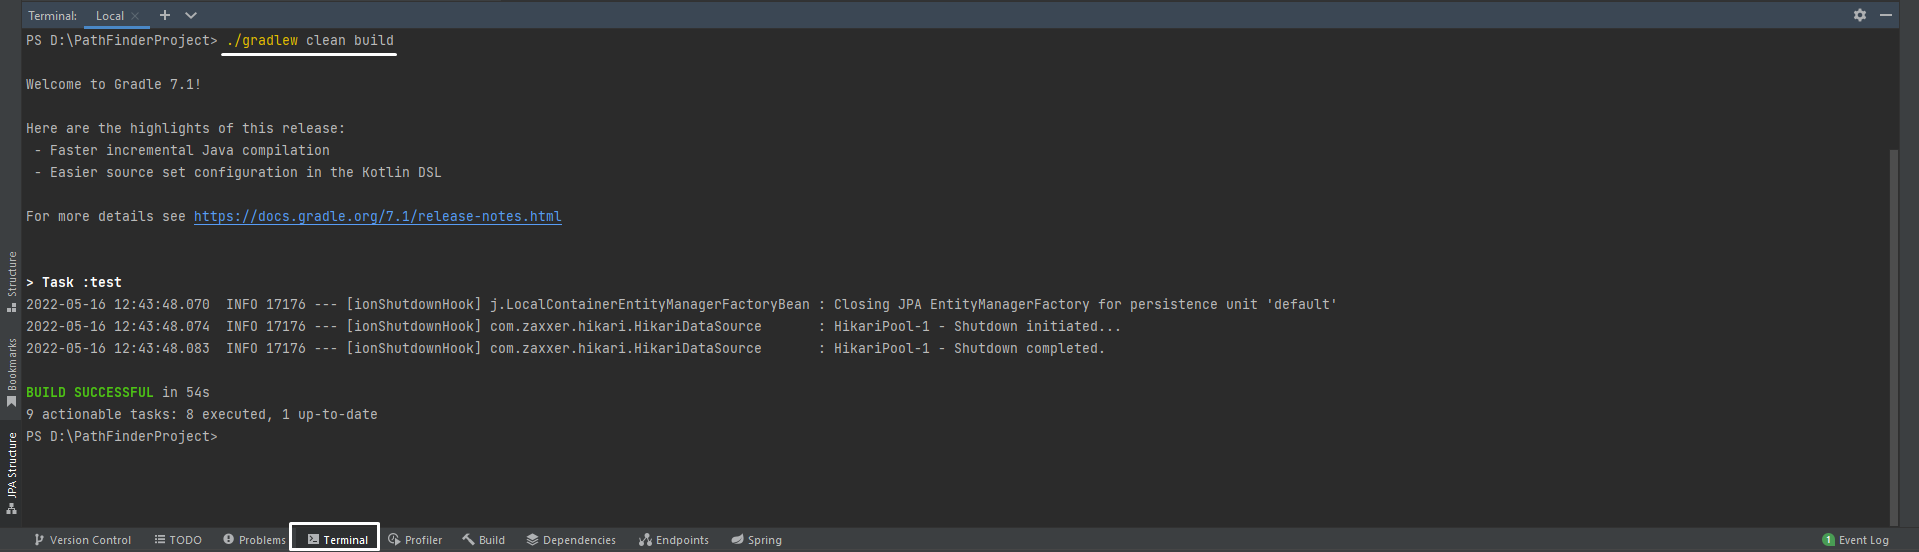 Terminal: Local
PS D:\PathFinderProject> ./gradlew clean build
Welcome to Gradle 7.1!
Here are the highlights of this release:
- Faster incremental Java compilation
- Easier source set configuration in the Kotlin DSL
For more details see https://docs.gradle.org/7.1/release-notes.html
> Task :test
2022-05-16 12:43:48.070  INFO 17176 --- [ionShutdownHook] j.LocalContainerEntityManagerFactoryBean : Closing JPA EntityManagerFactory for persistence unit 'default'
2022-05-16 12:43:48.074  INFO 17176 --- [ionShutdownHook] com.zaxxer.hikari.HikariDataSource       : HikariPool-1 - Shutdown initiated...
2022-05-16 12:43:48.083  INFO 17176 --- [ionShutdownHook] com.zaxxer.hikari.HikariDataSource       : HikariPool-1 - Shutdown completed.
BUILD SUCCESSFUL in 54s
9 actionable tasks: 8 executed, 1 up-to-date
PS D:\PathFinderProject>
Structure
Bookmarks
JPA Structure
Version Control TODO Problems Terminal Profiler Build Dependencies Endpoints Spring 1 Event Log